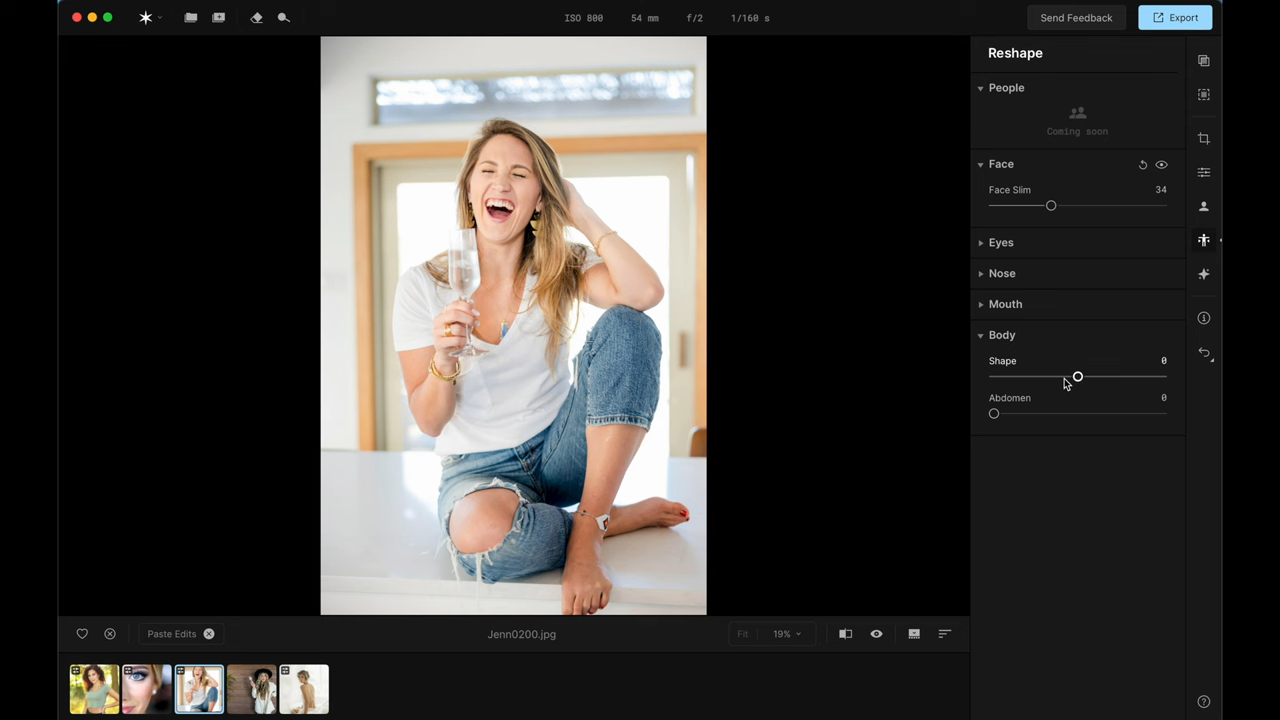 ISO 800 54 mm f/2 1/160 s
Send Feedback
Export
Reshape
People
Coming soon
Face
Face Slim 34
Eyes
Nose
Mouth
Body
Shape 0
Abdomen 0
Paste Edits
Jenn0200.jpg
Fit 19%